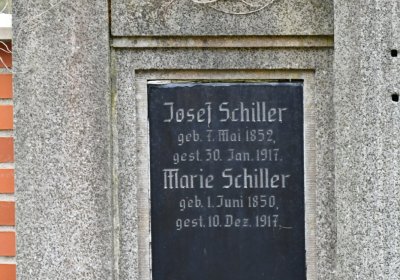 Josef Schiller
geb. 7. Mai 1852,
gest. 30. Jan. 1917.
Marie Schiller
geb. 1. Juni 1850,
gest. 10. Dez. 1917.